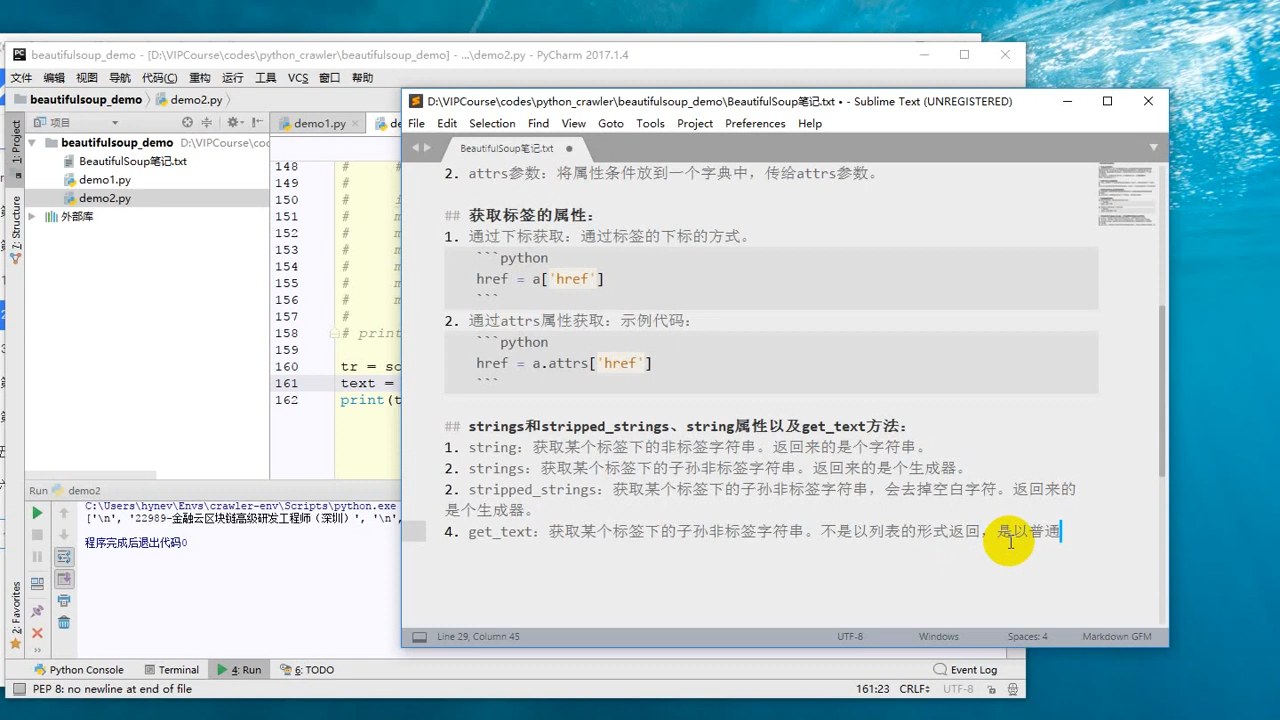 beautifulsoup_demo - [D:\VIPCourse\codes\python_crawler\beautifulsoup_demo] - ...\demo2.py - PyCharm 2017.1.4
文件 编辑 视图 导航 代码(C) 重构 运行 工具 VCS 窗口 帮助
beautifulsoup_demo demo2.py
项目
demo1.py
1: Project
7: Structure
2: Favorites
beautifulsoup_demo D:\VIPCourse\co
BeautifulSoup笔记.txt
demo1.py
demo2.py
外部库
148 #
149 #
150 #
151 #
152 #
153 #
154 #
155 #
156 #
157 #
158 # prin
159
160 tr = so
161 text =
162 print(t
Run demo2
C:\Users\hynev\Envs\crawler-env\Scripts\python.exe
['\n', '22989-金融云区块链高级研发工程师（深圳）', '\n',
程序完成后退出代码0
Python Console Terminal 4: Run 6: TODO Event Log
PEP 8: no newline at end of file 161:23 CRLF÷ UTF-8
D:\VIPCourse\codes\python_crawler\beautifulsoup_demo\BeautifulSoup笔记.txt • - Sublime Text (UNREGISTERED)
File Edit Selection Find View Goto Tools Project Preferences Help
BeautifulSoup笔记.txt
2. attrs参数：将属性条件放到一个字典中，传给attrs参数。
## 获取标签的属性：
1. 通过下标获取：通过标签的下标的方式。
```python
href = a['href']
```
2. 通过attrs属性获取：示例代码：
```python
href = a.attrs['href']
```
## strings和stripped_strings、string属性以及get_text方法：
1. string：获取某个标签下的非标签字符串。返回来的是个字符串。
2. strings：获取某个标签下的子孙非标签字符串。返回来的是个生成器。
2. stripped_strings：获取某个标签下的子孙非标签字符串，会去掉空白字符。返回来的
是个生成器。
4. get_text：获取某个标签下的子孙非标签字符串。不是以列表的形式返回，是以普通
Line 29, Column 45 UTF-8 Windows Spaces: 4 Markdown GFM